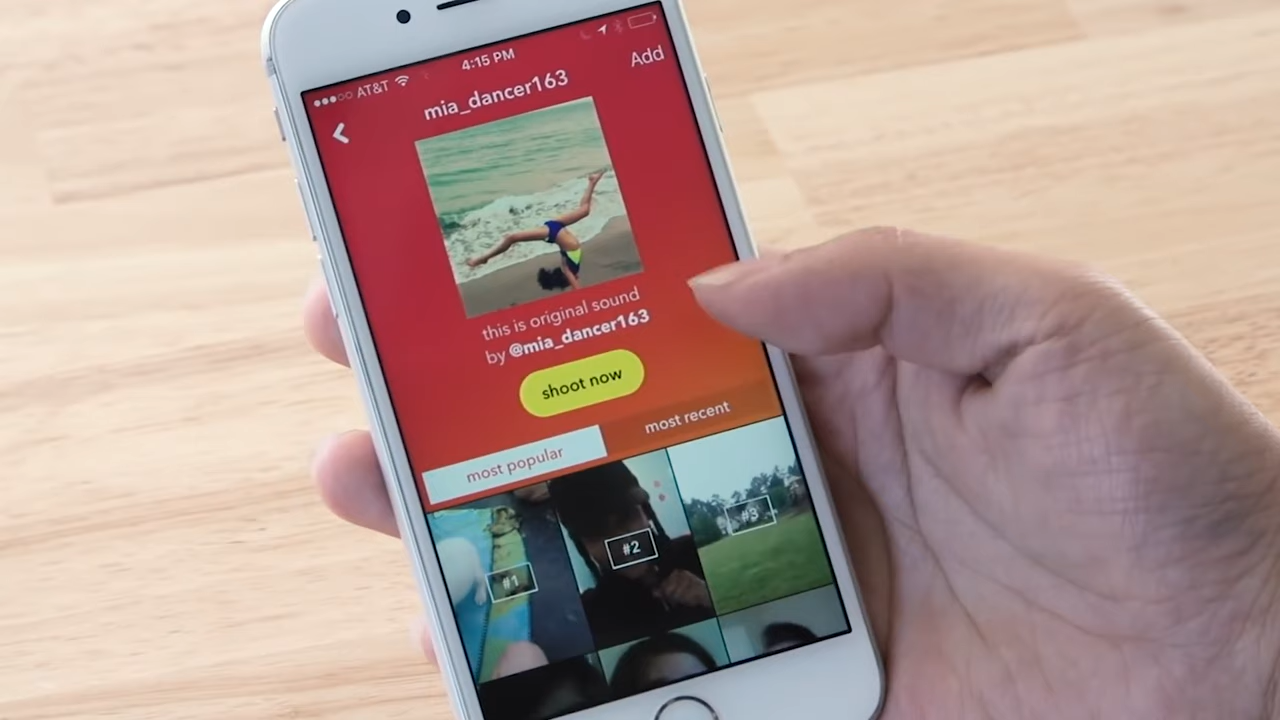 AT&T
4:15 PM
mia_dancer163
Add
this is original sound
by @mia_dancer163
shoot now
most popular
most recent
#1
#2
#3